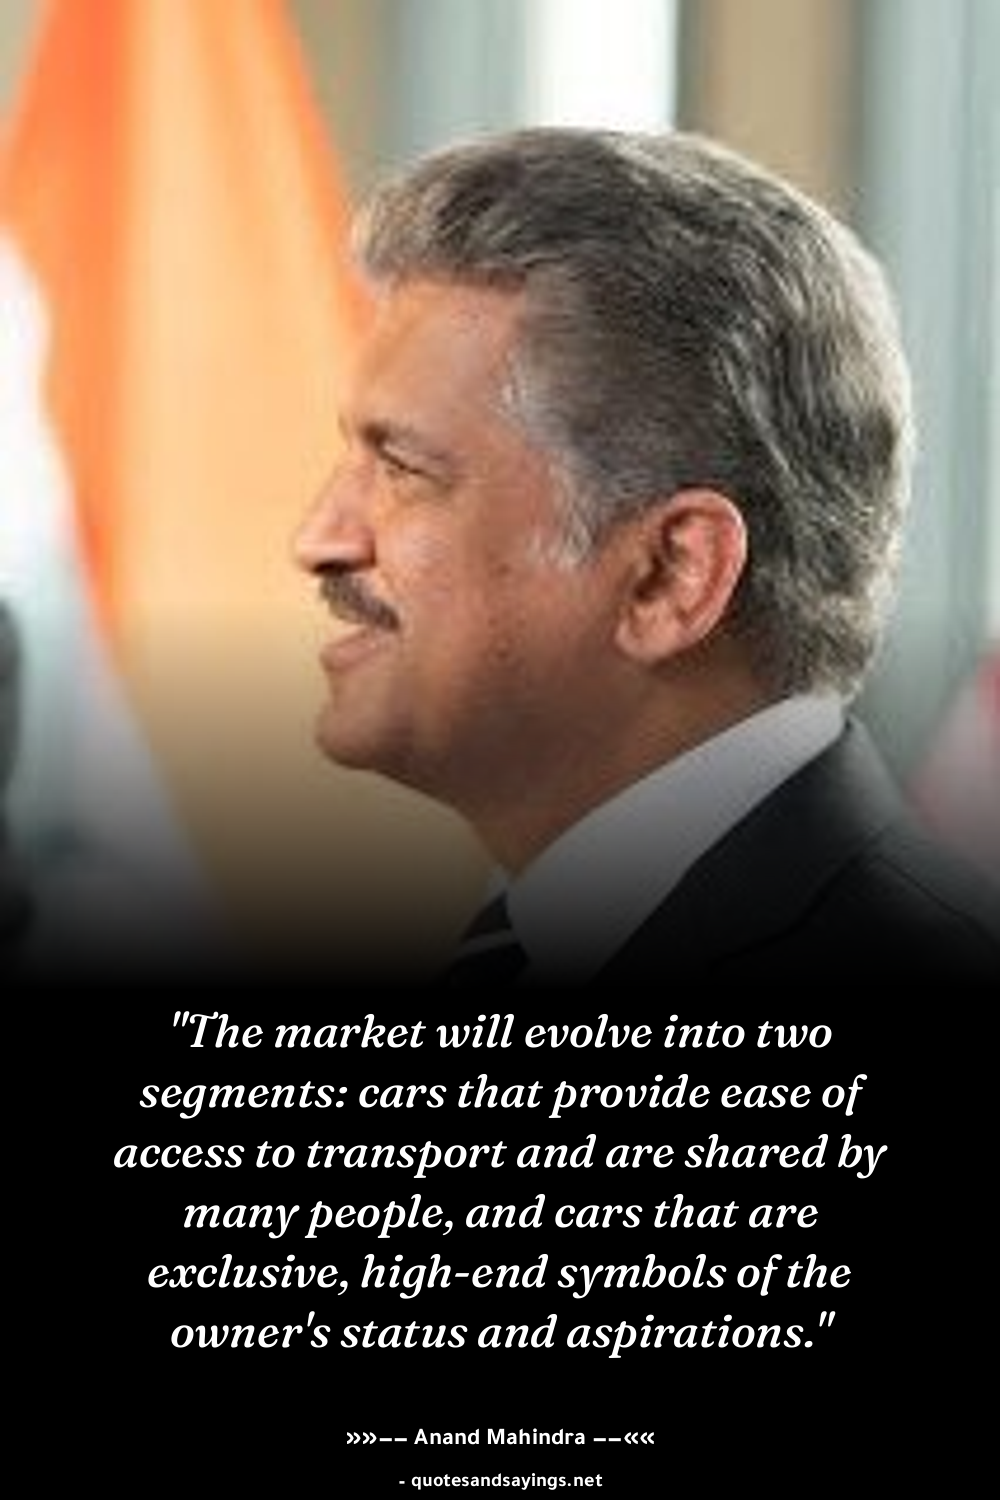 "The market will evolve into two
segments: cars that provide ease of
access to transport and are shared by
many people, and cars that are
exclusive, high-end symbols of the
owner's status and aspirations."
»»–– Anand Mahindra ––««
- quotesandsayings.net